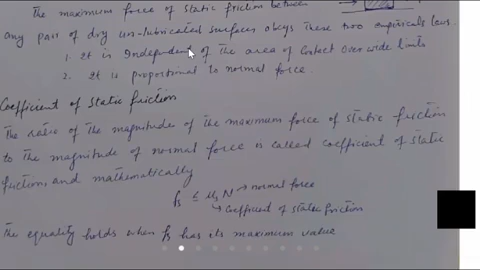 The maximum force of static friction between
any pair of dry un-lubricated surfaces obeys these two empirically laws.
1. It is Independent of the area of Contact over wide limits
2. It is proportional to normal force.
Coefficient of Static friction
The ratio of the magnitude of the maximum force of static friction
to the magnitude of normal force is called coefficient of static
friction, and mathematically
fs ≤ μs N → normal force
↳ Coefficient of static friction
The equality holds when fs has its maximum value